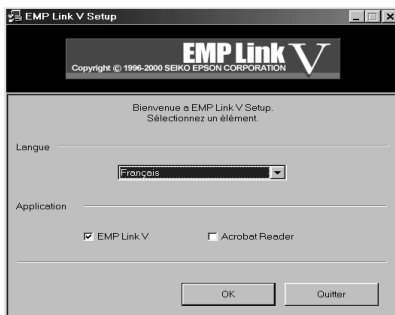 EMP Link V Setup
EMP Link V
Copyright © 1996-2000 SEIKO EPSON CORPORATION
Bienvenue a EMP Link V Setup.
Sélectionnez un élément.
Langue
Français
Application
EMP Link V
Acrobat Reader
OK
Quitter